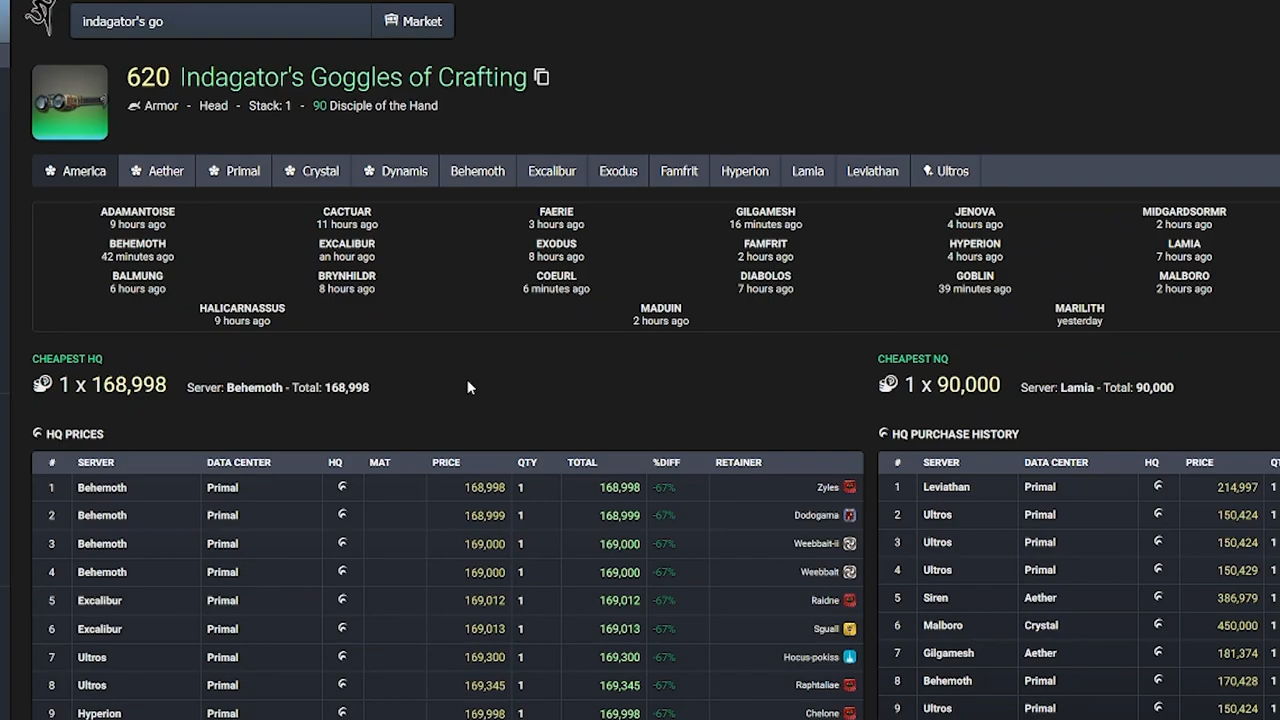 indagator's go Market
620 Indagator's Goggles of Crafting
Armor - Head - Stack: 1 - 90 Disciple of the Hand
America Aether Primal Crystal Dynamis Behemoth Excalibur Exodus Famfrit Hyperion Lamia Leviathan Ultros
ADAMANTOISE CACTUAR FAERIE GILGAMESH JENOVA MIDGARDSORMR
9 hours ago 11 hours ago 3 hours ago 16 minutes ago 4 hours ago 2 hours ago
BEHEMOTH EXCALIBUR EXODUS FAMFRIT HYPERION LAMIA
42 minutes ago an hour ago 8 hours ago 2 hours ago 4 hours ago 7 hours ago
BALMUNG BRYNHILDR COEURL DIABOLOS GOBLIN MALBORO
6 hours ago 8 hours ago 6 minutes ago 7 hours ago 39 minutes ago 2 hours ago
HALICARNASSUS MADUIN MARILITH
9 hours ago 2 hours ago yesterday
CHEAPEST HQ
1 x 168,998 Server: Behemoth - Total: 168,998
CHEAPEST NQ
1 x 90,000 Server: Lamia - Total: 90,000
HQ PRICES
# SERVER DATA CENTER HQ MAT PRICE QTY TOTAL %DIFF RETAINER
1 Behemoth Primal 168,998 1 168,998 -67% Zyles
2 Behemoth Primal 168,999 1 168,999 -67% Dodogama
3 Behemoth Primal 169,000 1 169,000 -67% Weebbait-ii
4 Behemoth Primal 169,000 1 169,000 -67% Weebbait
5 Excalibur Primal 169,012 1 169,012 -67% Raidne
6 Excalibur Primal 169,013 1 169,013 -67% Sguall
7 Ultros Primal 169,300 1 169,300 -67% Hocus-pokiss
8 Ultros Primal 169,345 1 169,345 -67% Raphtaliae
9 Hyperion Primal 169,998 1 169,998 -67% Chelone
HQ PURCHASE HISTORY
# SERVER DATA CENTER HQ PRICE QT
1 Leviathan Primal 214,997 1
2 Ultros Primal 150,424 1
3 Ultros Primal 150,424 1
4 Ultros Primal 150,429 1
5 Siren Aether 386,979 1
6 Malboro Crystal 450,000 1
7 Gilgamesh Aether 181,374 1
8 Behemoth Primal 170,428 1
9 Ultros Primal 150,424 1